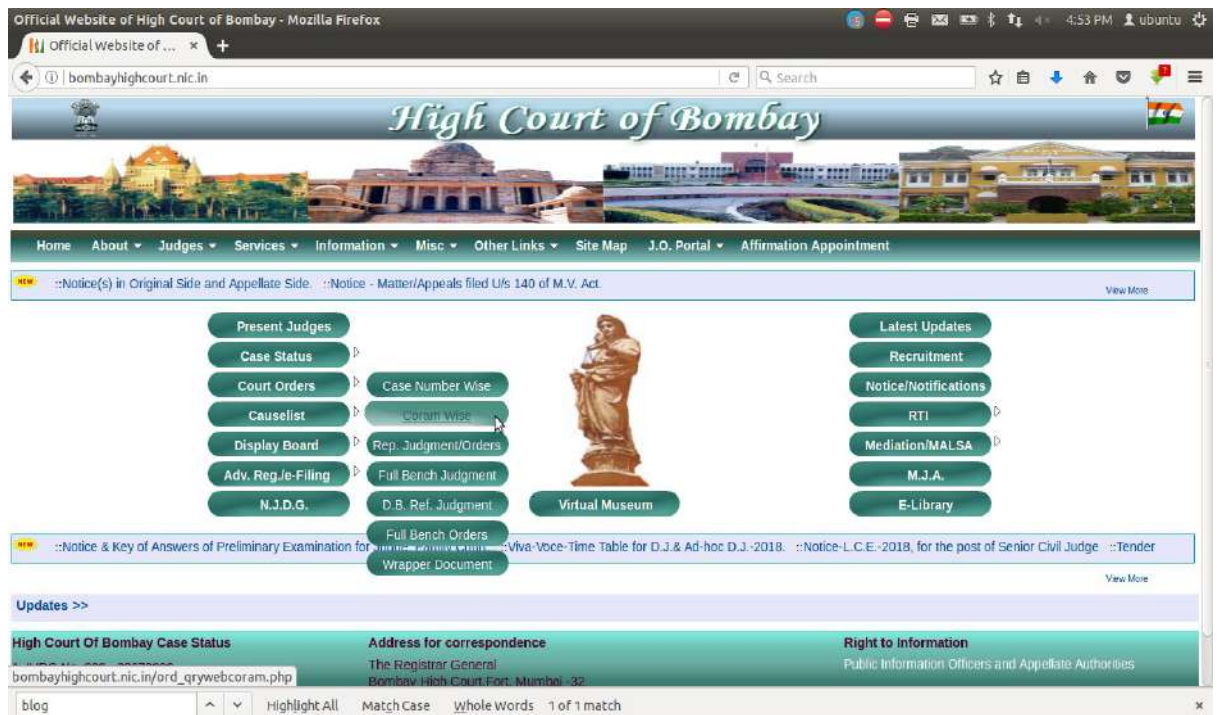 Official Website of High Court of Bombay - Mozilla Firefox
4:53 PM ubuntu
Official Website of ... × +
bombayhighcourt.nic.in
Search
High Court of Bombay
Home About Judges Services Information Misc Other Links Site Map J.O. Portal Affirmation Appointment
NEW ::Notice(s) in Original Side and Appellate Side. ::Notice - Matter/Appeals filed U/s 140 of M.V. Act.
View More
Present Judges
Case Status
Court Orders
Causelist
Display Board
Adv. Reg./e-Filing
N.J.D.G.
Case Number Wise
Coram Wise
Rep. Judgment/Orders
Full Bench Judgment
D.B. Ref. Judgment
Full Bench Orders
Wrapper Document
Virtual Museum
Latest Updates
Recruitment
Notice/Notifications
RTI
Mediation/MALSA
M.J.A.
E-Library
NEW ::Notice & Key of Answers of Preliminary Examination for ::Viva-Voce-Time Table for D.J.& Ad-hoc D.J.-2018. ::Notice-L.C.E.-2018, for the post of Senior Civil Judge ::Tender
View More
Updates >>
High Court Of Bombay Case Status
Address for correspondence
The Registrar General
Bombay High Court,Fort, Mumbai -32
Right to Information
Public Information Officers and Appellate Authorities
bombayhighcourt.nic.in/ord_qrywebcoram.php
blog Highlight All Match Case Whole Words 1 of 1 match